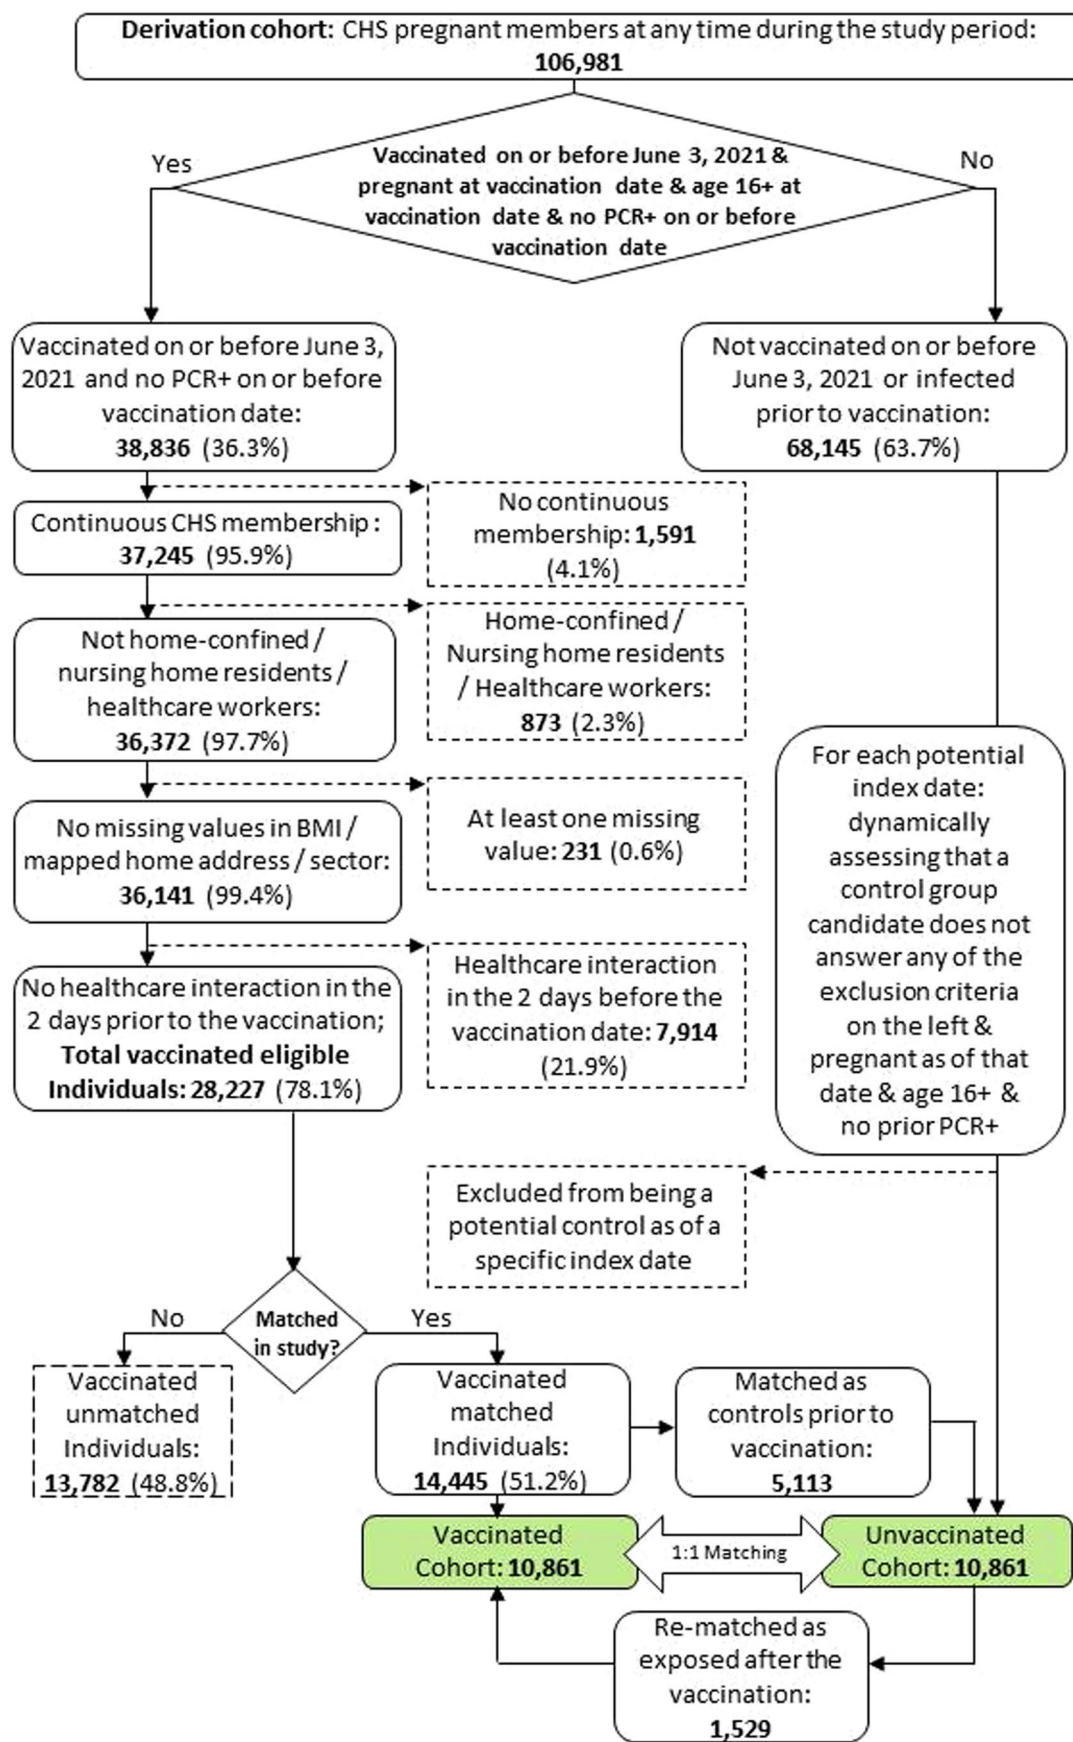 Derivation cohort: CHS pregnant members at any time during the study period:
106,981
Yes
No
Vaccinated on or before June 3, 2021 &
pregnant at vaccination date & age 16+ at
vaccination date & no PCR+ on or before
vaccination date
Vaccinated on or before June 3,
2021 and no PCR+ on or before
vaccination date:
38,836 (36.3%)
Not vaccinated on or before
June 3, 2021 or infected
prior to vaccination:
68,145 (63.7%)
Continuous CHS membership :
37,245 (95.9%)
No continuous
membership: 1,591
(4.1%)
Not home-confined /
nursing home residents /
healthcare workers:
36,372 (97.7%)
Home-confined /
Nursing home residents
/ Healthcare workers:
873 (2.3%)
No missing values in BMI /
mapped home address / sector:
36,141 (99.4%)
At least one missing
value: 231 (0.6%)
For each potential
index date:
dynamically
assessing that a
control group
candidate does not
answer any of the
exclusion criteria
on the left &
pregnant as of that
date & age 16+ &
no prior PCR+
No healthcare interaction in the
2 days prior to the vaccination;
Total vaccinated eligible
Individuals: 28,227 (78.1%)
Healthcare interaction
in the 2 days before the
vaccination date: 7,914
(21.9%)
Excluded from being a
potential control as of a
specific index date
No
Matched
in study?
Yes
Vaccinated
unmatched
Individuals:
13,782 (48.8%)
Vaccinated
matched
Individuals:
14,445 (51.2%)
Matched as
controls prior to
vaccination:
5,113
Vaccinated
Cohort: 10,861
1:1 Matching
Unvaccinated
Cohort: 10,861
Re-matched as
exposed after the
vaccination:
1,529